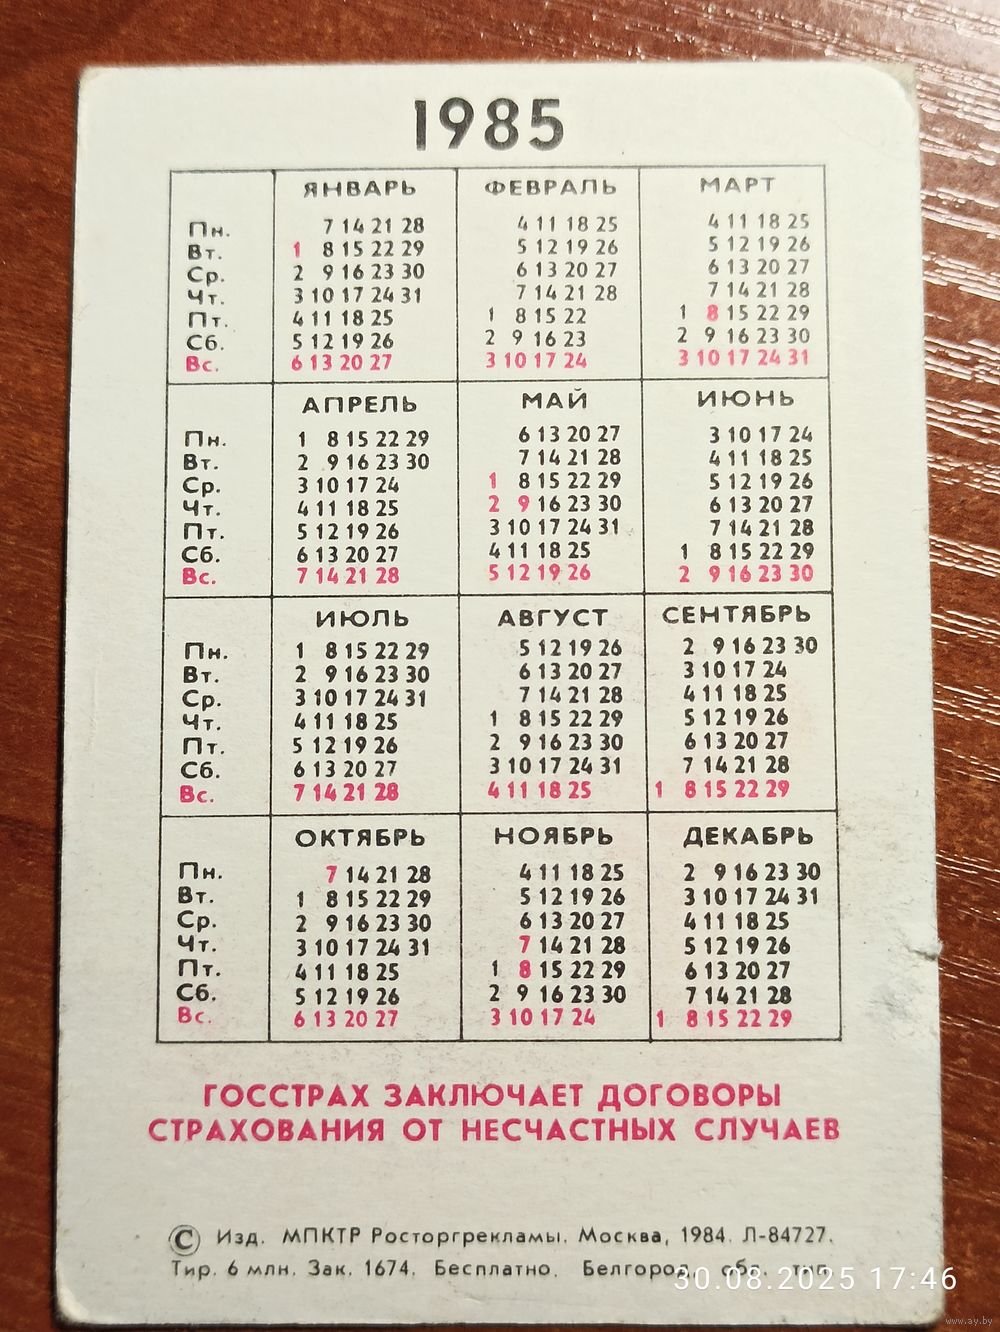 1985
ЯНВАРЬ ФЕВРАЛЬ МАРТ
Пн. 7 14 21 28 4 11 18 25 4 11 18 25
Вт. 1 8 15 22 29 5 12 19 26 5 12 19 26
Ср. 2 9 16 23 30 6 13 20 27 6 13 20 27
Чт. 3 10 17 24 31 7 14 21 28 7 14 21 28
Пт. 4 11 18 25 1 8 15 22 1 8 15 22 29
Сб. 5 12 19 26 2 9 16 23 2 9 16 23 30
Вс. 6 13 20 27 3 10 17 24 3 10 17 24 31
АПРЕЛЬ МАЙ ИЮНЬ
Пн. 1 8 15 22 29 6 13 20 27 3 10 17 24
Вт. 2 9 16 23 30 7 14 21 28 4 11 18 25
Ср. 3 10 17 24 1 8 15 22 29 5 12 19 26
Чт. 4 11 18 25 2 9 16 23 30 6 13 20 27
Пт. 5 12 19 26 3 10 17 24 31 7 14 21 28
Сб. 6 13 20 27 4 11 18 25 1 8 15 22 29
Вс. 7 14 21 28 5 12 19 26 2 9 16 23 30
ИЮЛЬ АВГУСТ СЕНТЯБРЬ
Пн. 1 8 15 22 29 5 12 19 26 2 9 16 23 30
Вт. 2 9 16 23 30 6 13 20 27 3 10 17 24
Ср. 3 10 17 24 31 7 14 21 28 4 11 18 25
Чт. 4 11 18 25 1 8 15 22 29 5 12 19 26
Пт. 5 12 19 26 2 9 16 23 30 6 13 20 27
Сб. 6 13 20 27 3 10 17 24 31 7 14 21 28
Вс. 7 14 21 28 4 11 18 25 1 8 15 22 29
ОКТЯБРЬ НОЯБРЬ ДЕКАБРЬ
Пн. 7 14 21 28 4 11 18 25 2 9 16 23 30
Вт. 1 8 15 22 29 5 12 19 26 3 10 17 24 31
Ср. 2 9 16 23 30 6 13 20 27 4 11 18 25
Чт. 3 10 17 24 31 7 14 21 28 5 12 19 26
Пт. 4 11 18 25 1 8 15 22 29 6 13 20 27
Сб. 5 12 19 26 2 9 16 23 30 7 14 21 28
Вс. 6 13 20 27 3 10 17 24 1 8 15 22 29
ГОССТРАХ ЗАКЛЮЧАЕТ ДОГОВОРЫ
СТРАХОВАНИЯ ОТ НЕСЧАСТНЫХ СЛУЧАЕВ
© Изд. МПКТР Росторгрекламы. Москва, 1984. Л-84727.
Тир. 6 млн. Зак. 1674. Бесплатно. Белгород, обл. тип.
30.08.2025 17:46
www.ay.by